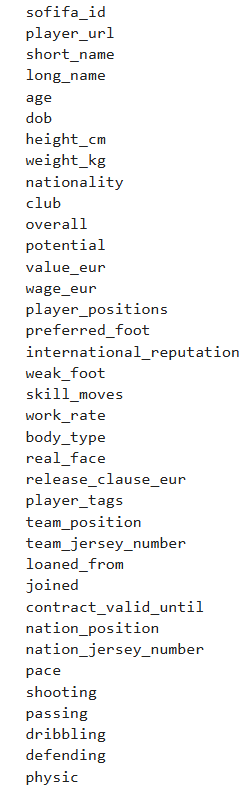 sofifa_id
player_url
short_name
long_name
age
dob
height_cm
weight_kg
nationality
club
overall
potential
value_eur
wage_eur
player_positions
preferred_foot
international_reputation
weak_foot
skill_moves
work_rate
body_type
real_face
release_clause_eur
player_tags
team_position
team_jersey_number
loaned_from
joined
contract_valid_until
nation_position
nation_jersey_number
pace
shooting
passing
dribbling
defending
physic